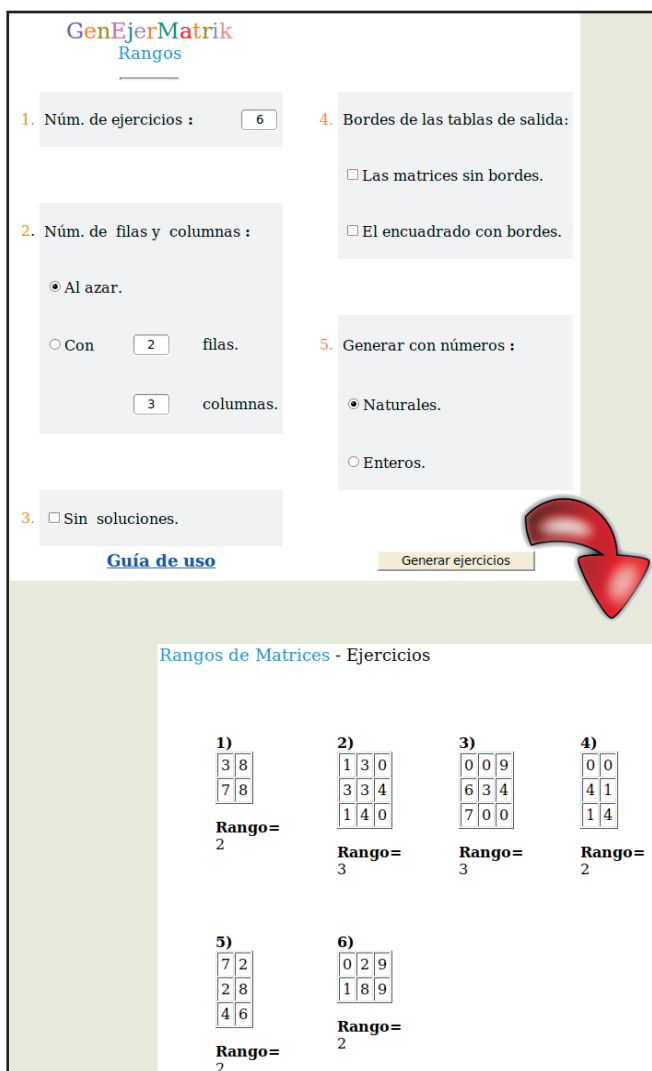 GenEjerMatrik
Rangos
1. Núm. de ejercicios : 6
2. Núm. de filas y columnas :
Al azar.
Con 2 filas.
3 columnas.
3. Sin soluciones.
Guía de uso
4. Bordes de las tablas de salida:
Las matrices sin bordes.
El encuadrado con bordes.
5. Generar con números :
Naturales.
Enteros.
Generar ejercicios
Rangos de Matrices - Ejercicios
1)
3 8
7 8
Rango=
2
2)
1 3 0
3 3 4
1 4 0
Rango=
3
3)
0 0 9
6 3 4
7 0 0
Rango=
3
4)
0 0
4 1
1 4
Rango=
2
5)
7 2
2 8
4 6
Rango=
2
6)
0 2 9
1 8 9
Rango=
2